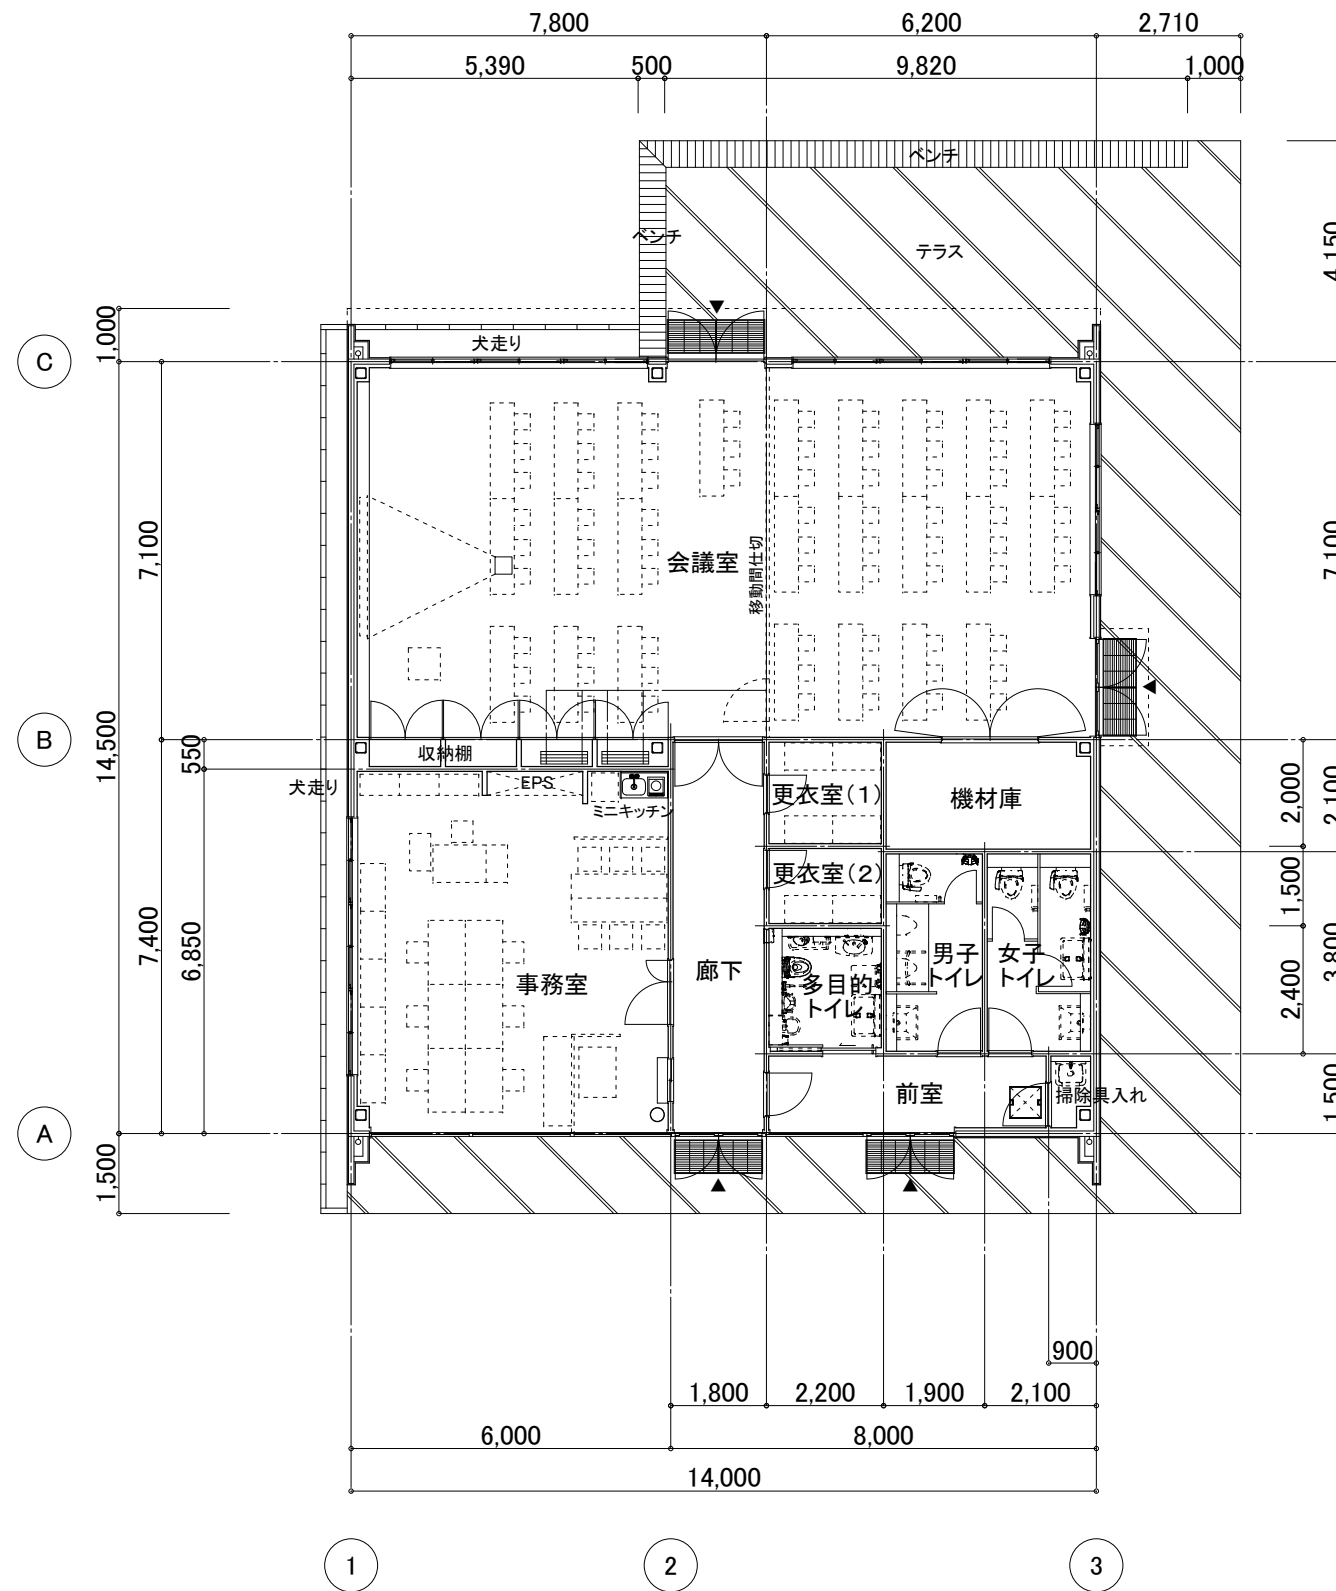 7,800
6,200
2,710
5,390
500
9,820
1,000
ベンチ
ベンチ
テラス
4,150
1,000
犬走り
C
7,100
会議室
移動間仕切
7,100
14,500
B
550
収納棚
犬走り
EPS
ミニキッチン
更衣室(1)
機材庫
2,000
2,100
更衣室(2)
1,500
7,400
6,850
事務室
廊下
多目的
トイレ
男子
トイレ
女子
トイレ
3,800
2,400
前室
掃除具入れ
A
1,500
1,500
900
1,800
2,200
1,900
2,100
6,000
8,000
14,000
1
2
3